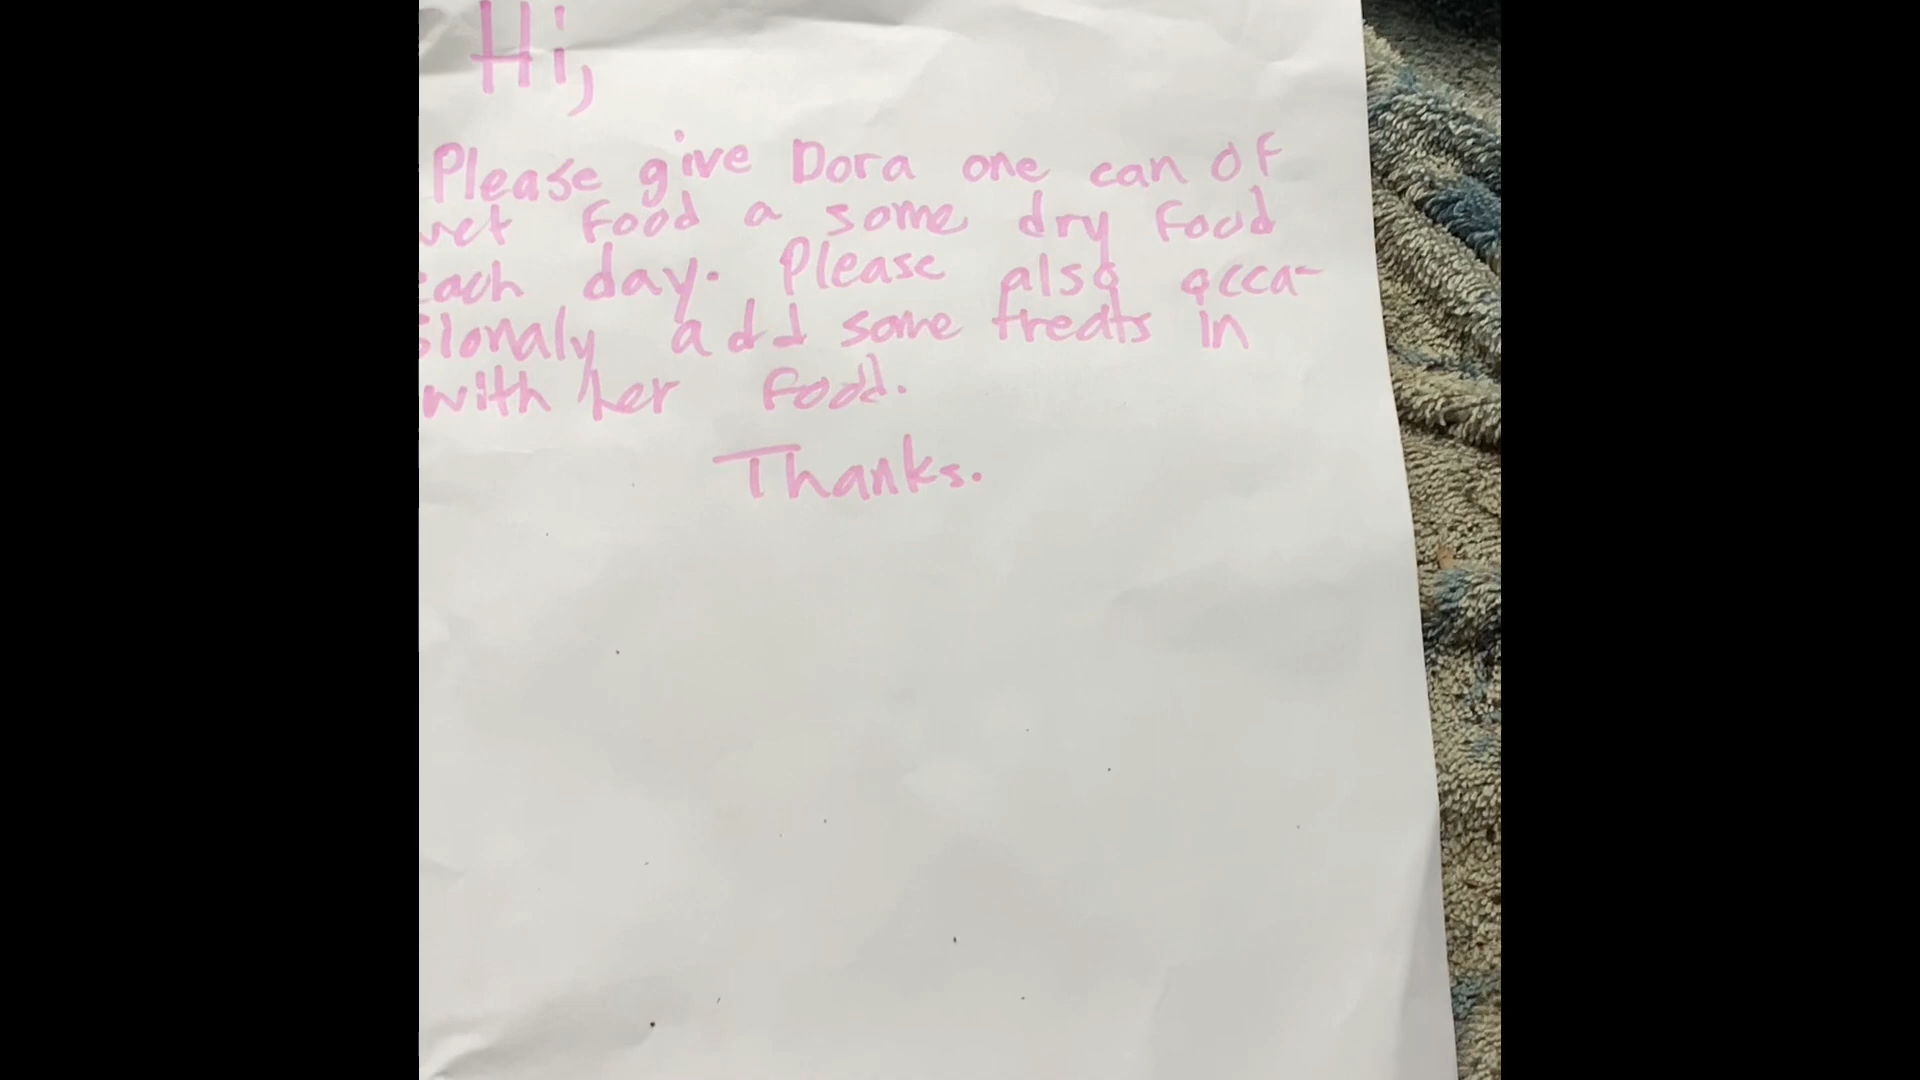 Hi,
Please give Dora one can of
wet food a some dry food
each day. Please also occa-
sionaly add some treats in
with her food.
Thanks.